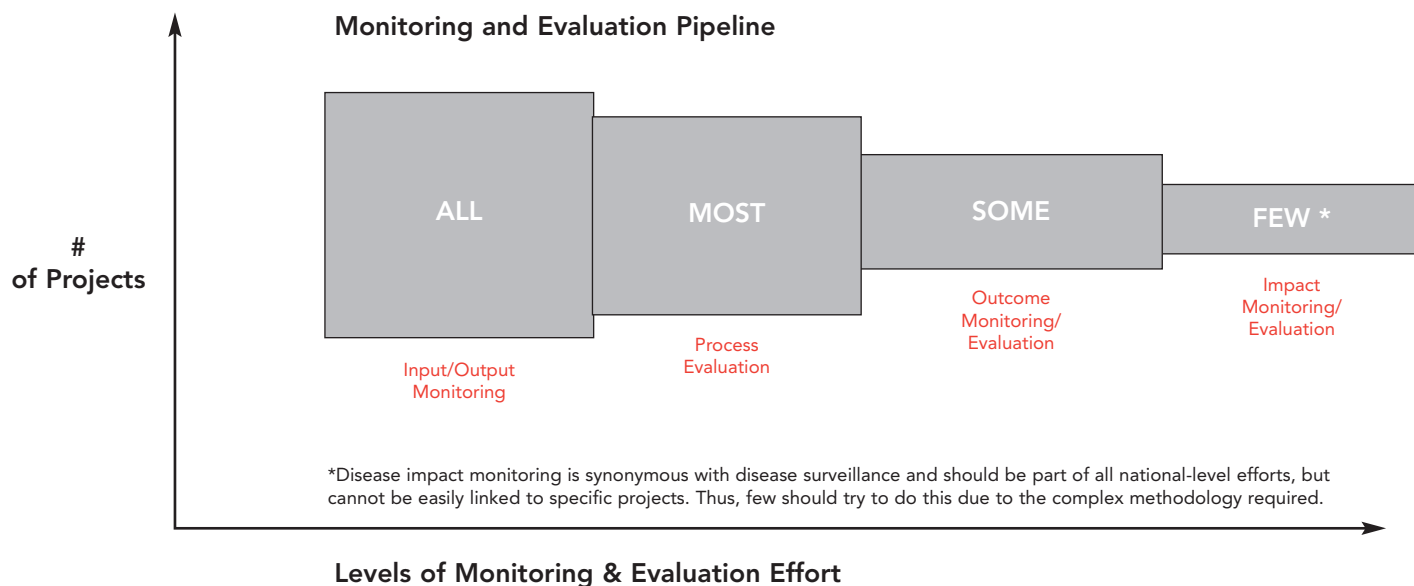 Monitoring and Evaluation Pipeline
#
of Projects
ALL
MOST
SOME
FEW *
Input/Output
Monitoring
Process
Evaluation
Outcome
Monitoring/
Evaluation
Impact
Monitoring/
Evaluation
*Disease impact monitoring is synonymous with disease surveillance and should be part of all national-level efforts, but
cannot be easily linked to specific projects. Thus, few should try to do this due to the complex methodology required.
Levels of Monitoring & Evaluation Effort